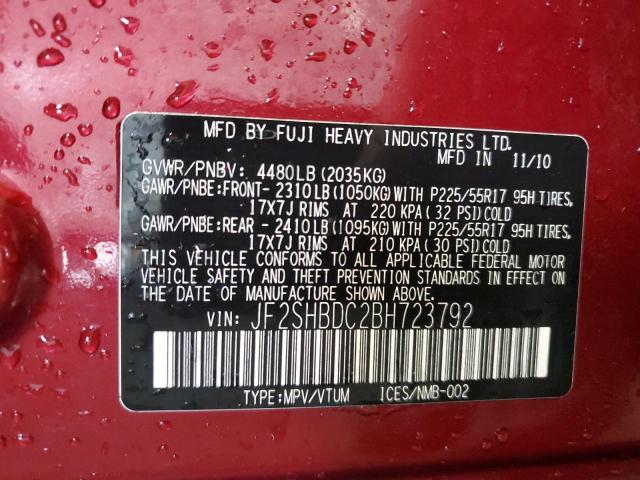 MFD BY FUJI HEAVY INDUSTRIES LTD.
MFD IN 11/10
GVWR/PNBV: 4480LB(2035KG)
GAWR/PNBE:FRONT- 2310LB(1050KG)WITH P225/55R17 95H TIRES,
17X7J RIMS AT 220 KPA(32 PSI)COLD
GAWR/PNBE:REAR - 2410LB(1095KG)WITH P225/55R17 95H TIRES,
17X7J RIMS AT 210 KPA(30 PSI)COLD
THIS VEHICLE CONFORMS TO ALL APPLICABLE FEDERAL MOTOR
VEHICLE SAFETY AND THEFT PREVENTION STANDARDS IN EFFECT ON
THE DATE OF MANUFACTURE SHOWN ABOVE.
VIN: JF2SHBDC2BH723792
TYPE:MPV/VTUM ICES/NMB-002